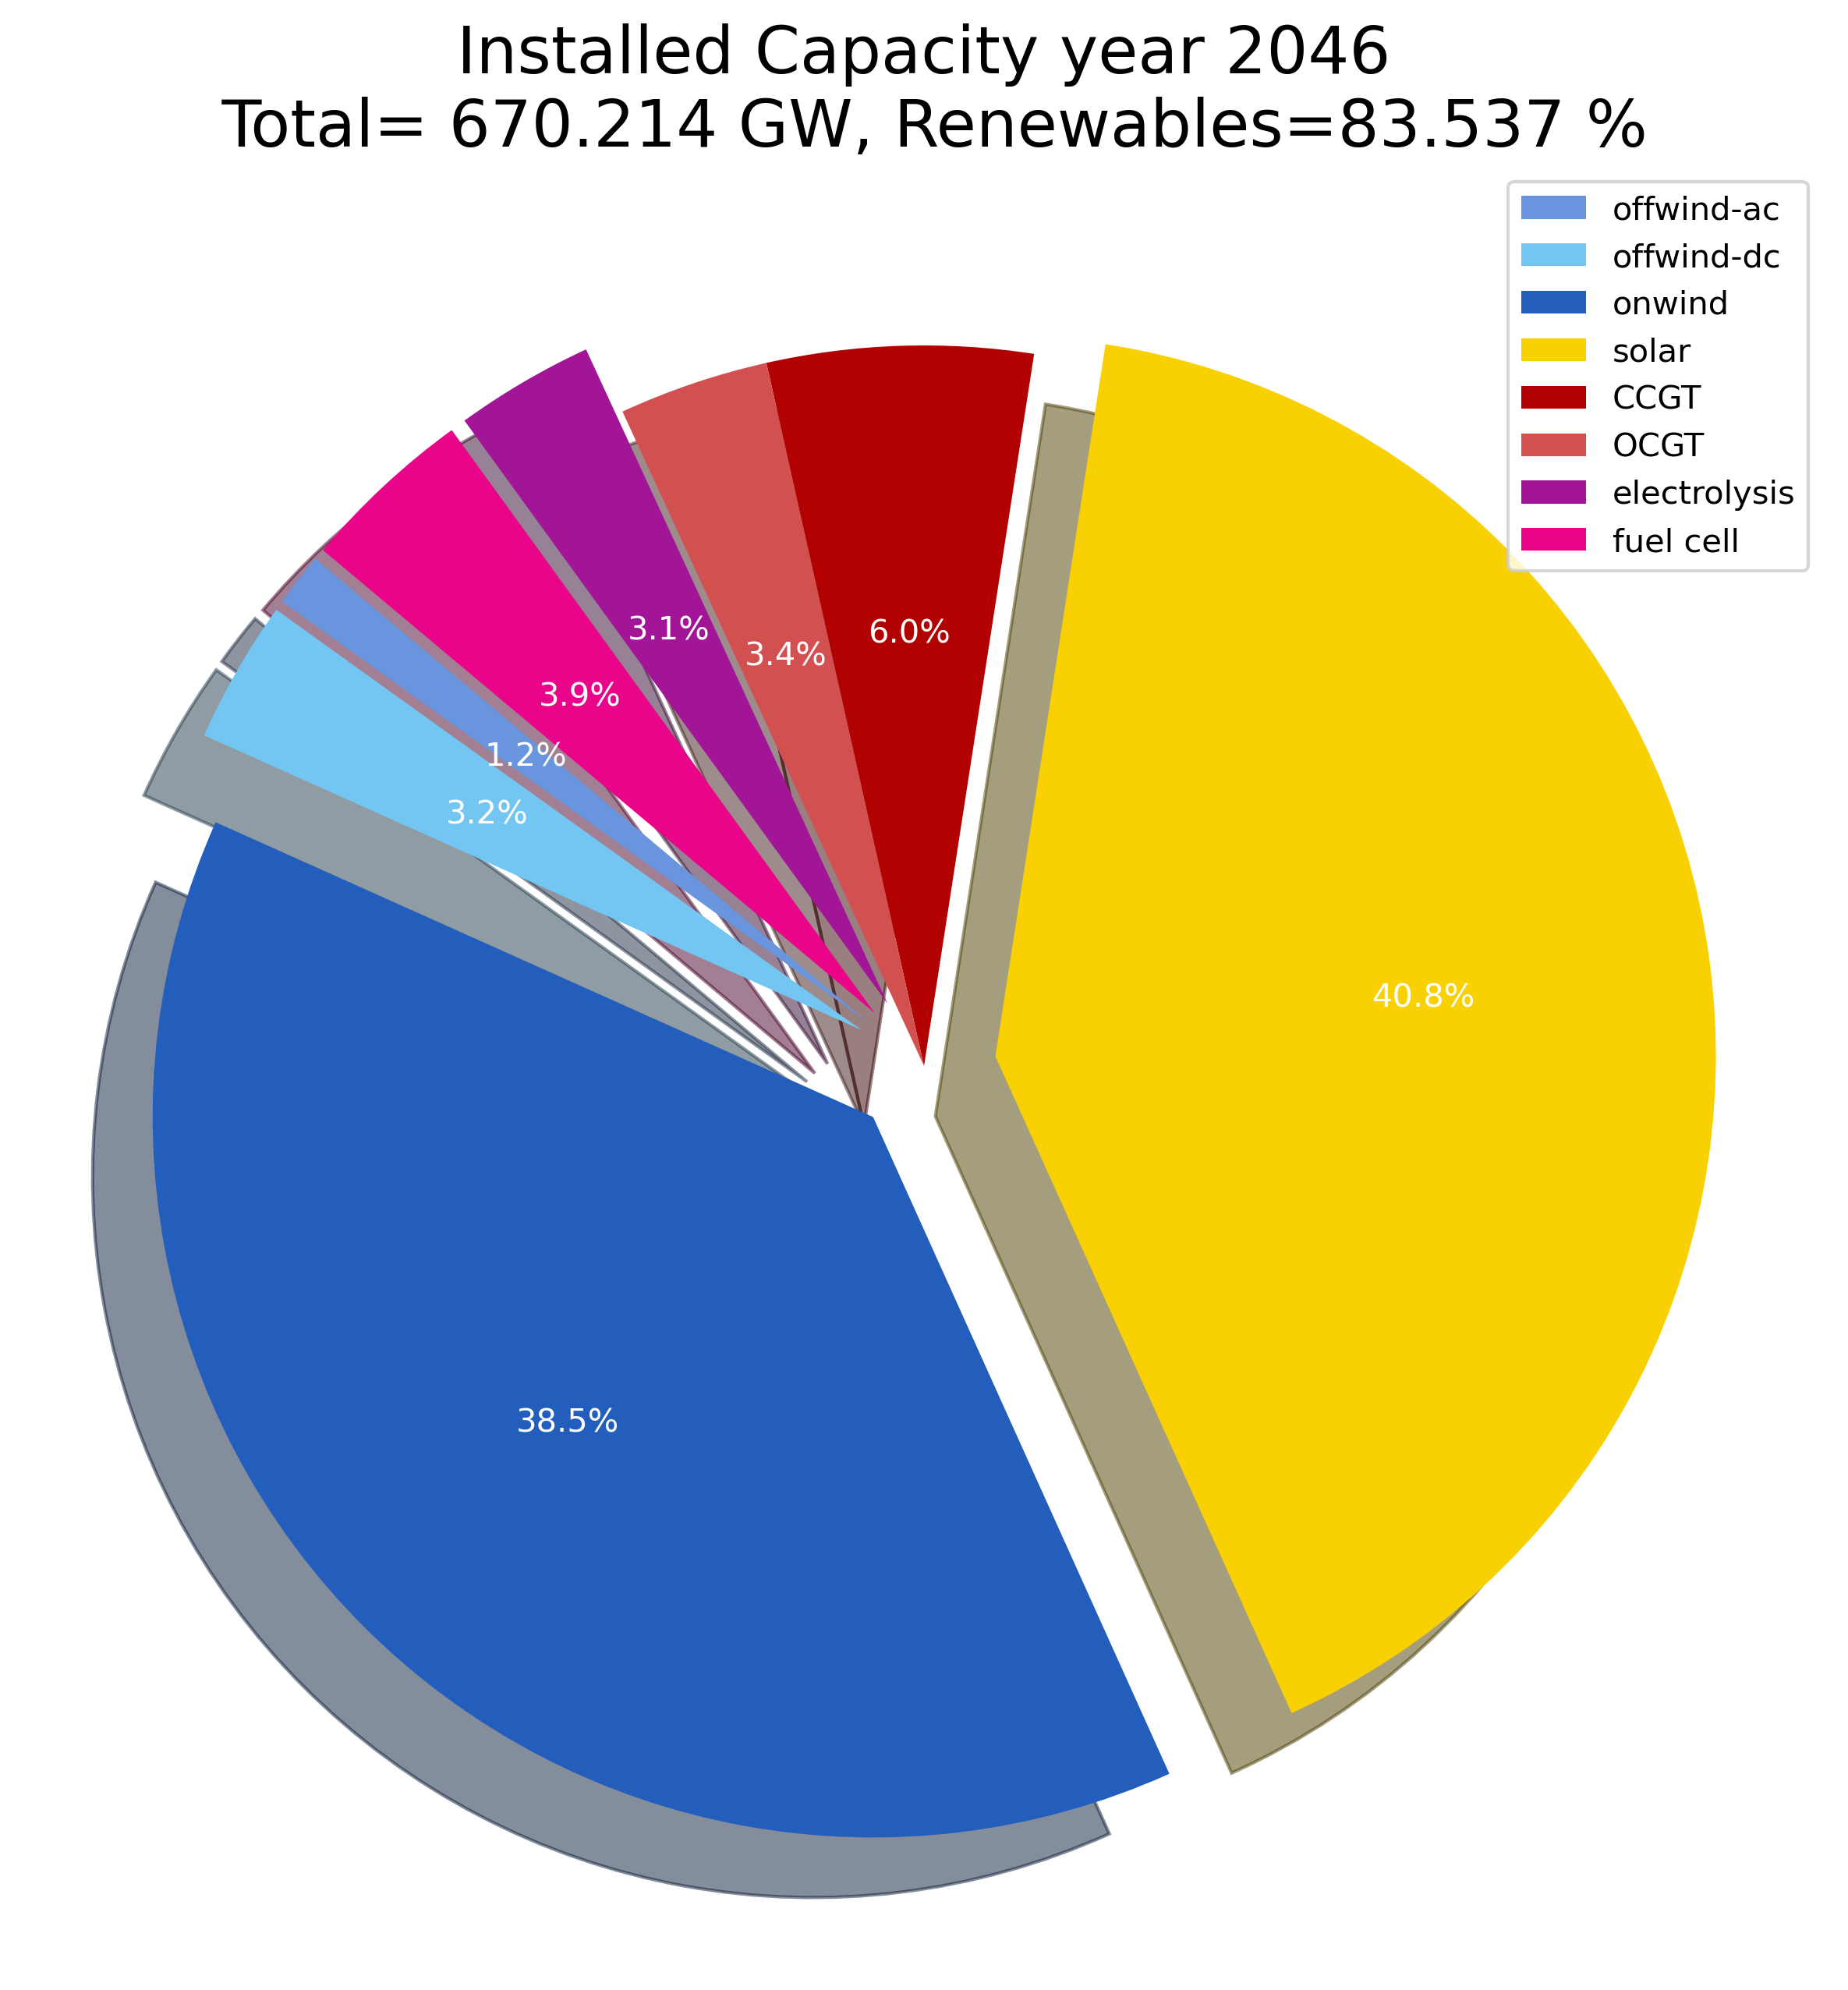 Installed Capacity year 2046
Total= 670.214 GW, Renewables=83.537 %
offwind-ac
offwind-dc
onwind
solar
CCGT
OCGT
electrolysis
fuel cell
3.1%
6.0%
3.4%
3.9%
1.2%
3.2%
40.8%
38.5%